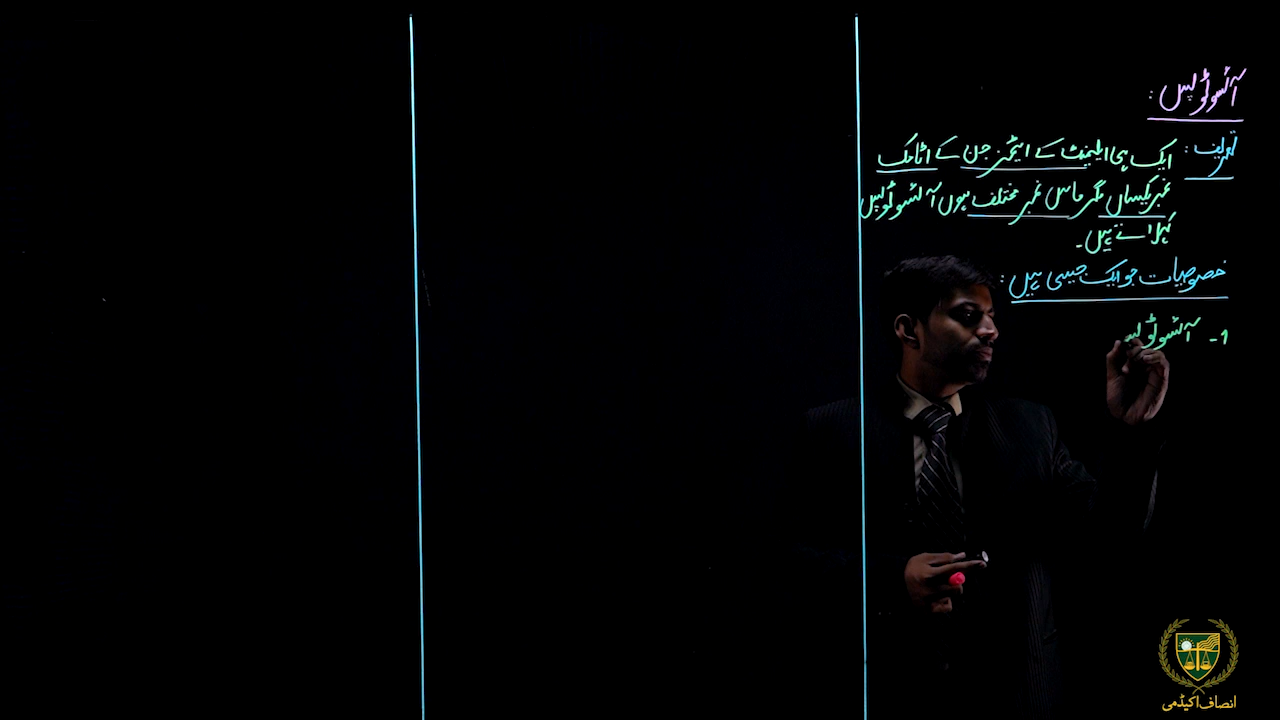 آئسوٹوپس :
تعریف : ایک ہی ایلیمنٹ کے ایٹمز جن کے اٹامک
نمبر یکساں مگر ماس نمبر مختلف ہوں آئسوٹوپس
کہلاتے ہیں۔
خصوصیات جو ایک جیسی ہیں :
1- آئسوٹوپس
انصاف اکیڈمی